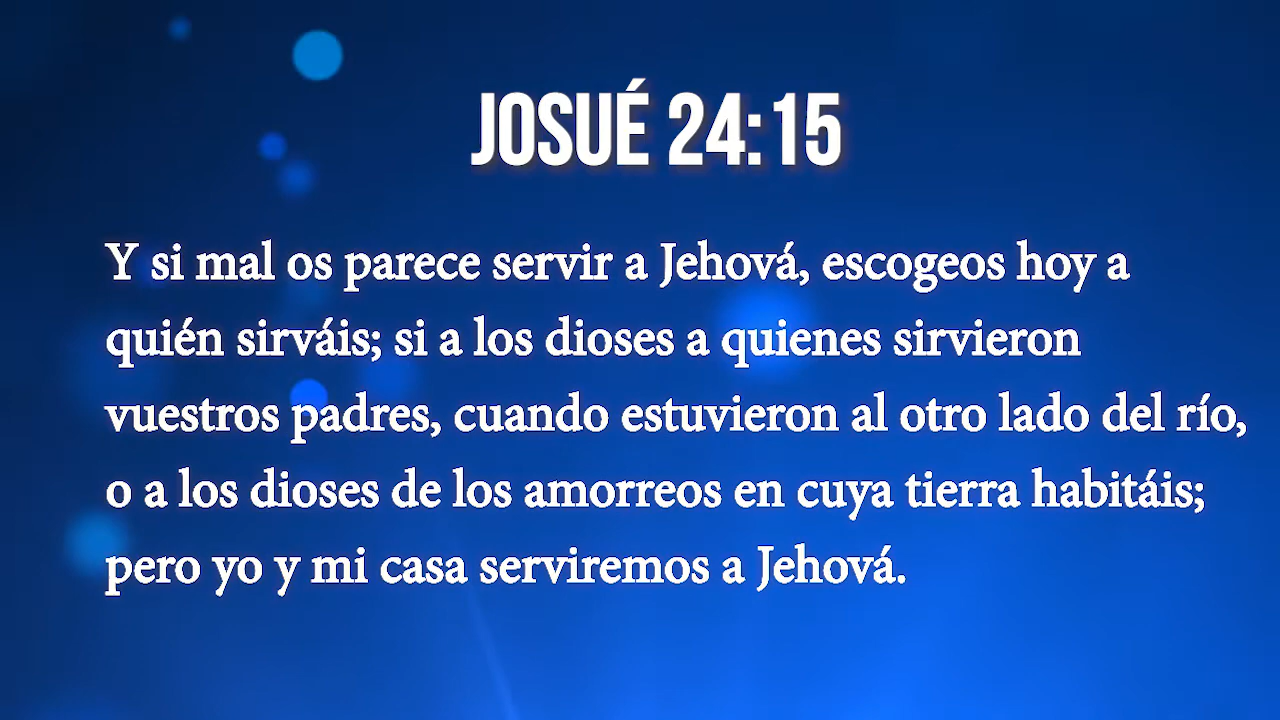 JOSUÉ 24:15
Y si mal os parece servir a Jehová, escogeos hoy a
quién sirváis; si a los dioses a quienes sirvieron
vuestros padres, cuando estuvieron al otro lado del río,
o a los dioses de los amorreos en cuya tierra habitáis;
pero yo y mi casa serviremos a Jehová.